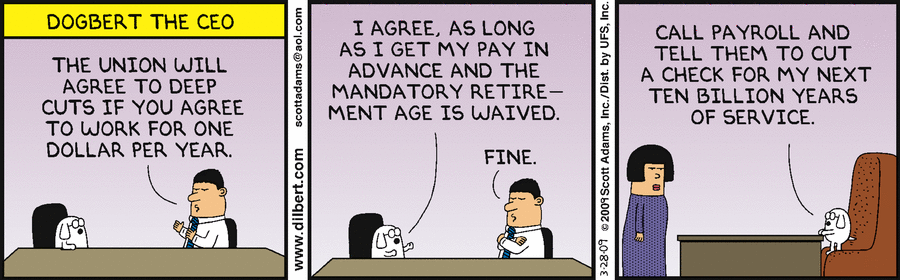 DOGBERT THE CEO
THE UNION WILL
AGREE TO DEEP
CUTS IF YOU AGREE
TO WORK FOR ONE
DOLLAR PER YEAR.
www.dilbert.com scottadams@aol.com
I AGREE, AS LONG
AS I GET MY PAY IN
ADVANCE AND THE
MANDATORY RETIRE-
MENT AGE IS WAIVED.
FINE.
3-28-09 © 2009 Scott Adams, Inc./Dist. by UFS, Inc.
CALL PAYROLL AND
TELL THEM TO CUT
A CHECK FOR MY NEXT
TEN BILLION YEARS
OF SERVICE.